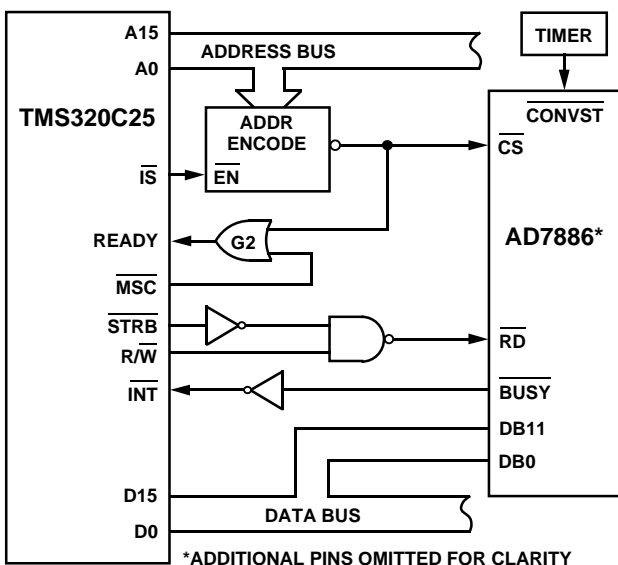 A15
ADDRESS BUS
A0
TIMER
TMS320C25
ADDR
ENCODE
CONVST
CS
IS
EN
READY
G2
AD7886*
MSC
STRB
R/W
RD
INT
BUSY
DB11
DB0
D15
DATA BUS
D0
*ADDITIONAL PINS OMITTED FOR CLARITY